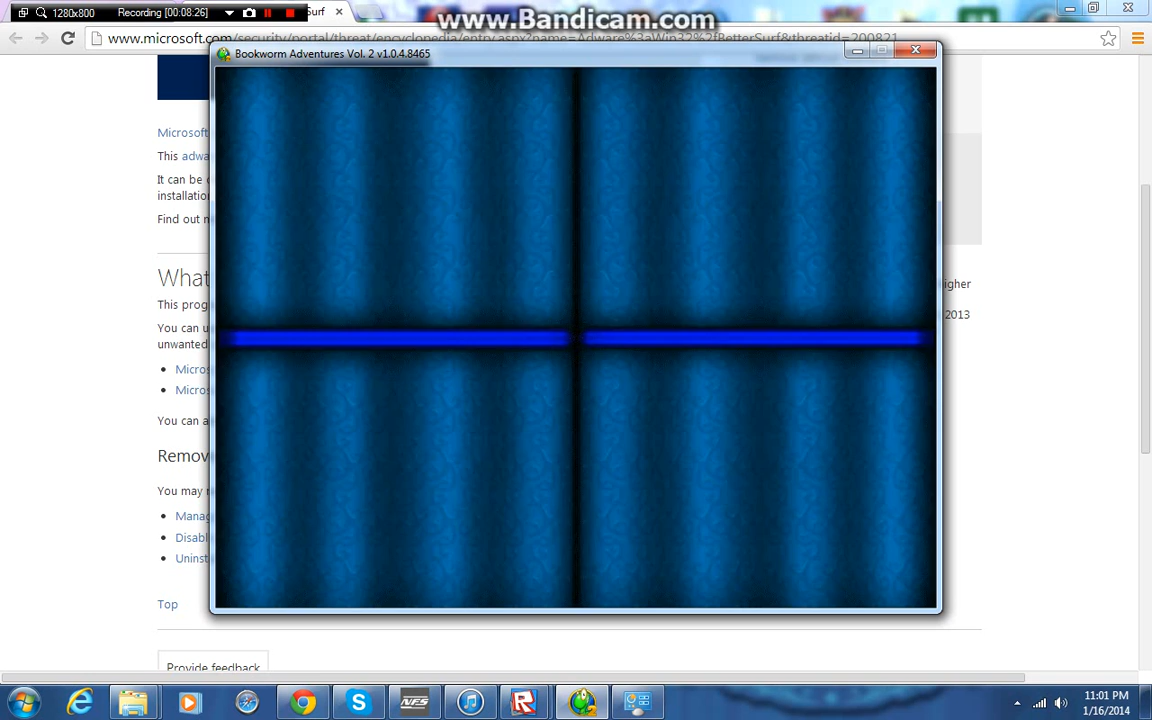 www.Bandicam.com
1280x800 Recording [00:08:26] Surf
www.microsoft.com/security/portal/threat/encyclopedia/entry.aspx?name=Adware%3aWin32%2fBetterSurf&threatid=200821
Bookworm Adventures Vol. 2 v1.0.4.8465
Microsoft
This adwa
It can be
installation
Find out
What
igher
This prog
2013
You can u
unwanted
Micros
Micros
You can a
Remov
You may
Manag
Disabl
Uninst
Top
Provide feedback
NFS
11:01 PM
1/16/2014